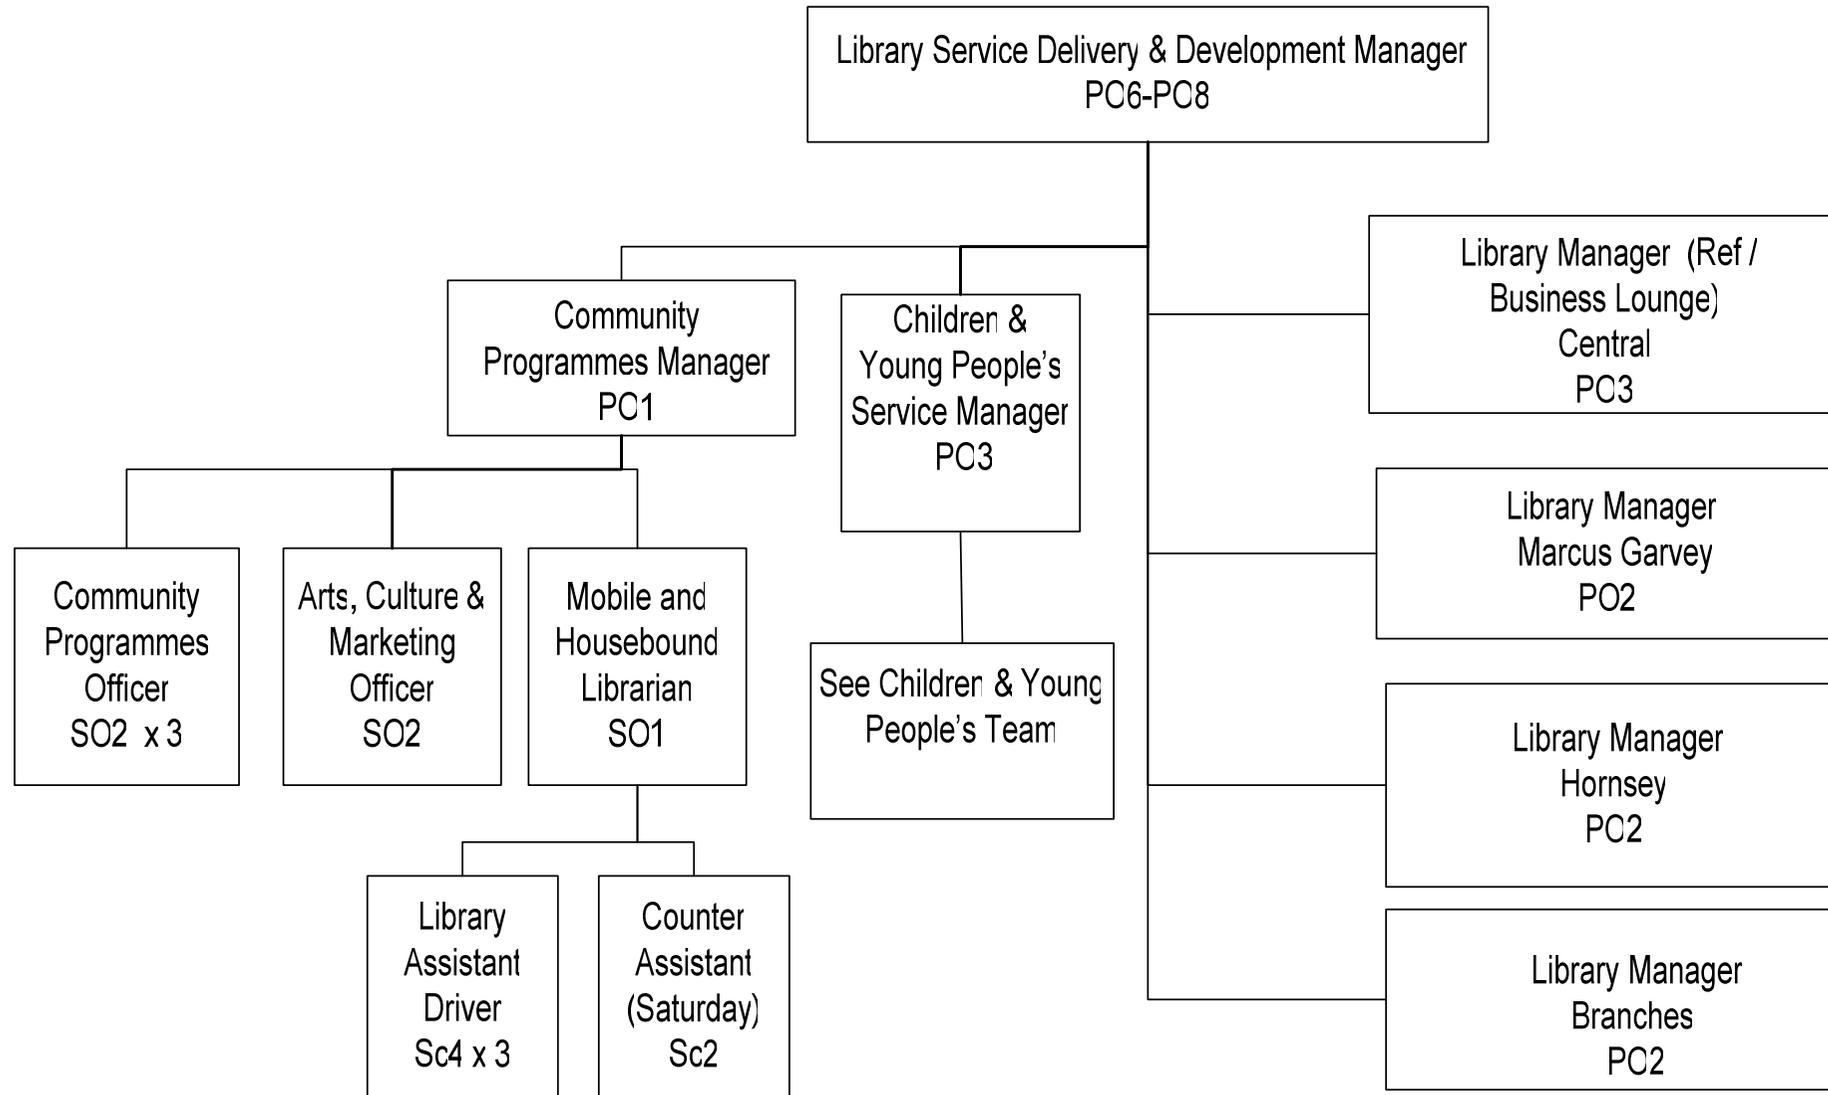 Library Service Delivery & Development Manager
PO6-PO8
Library Manager (Ref /
Business Lounge)
Central
PO3
Community
Programmes Manager
PO1
Children &
Young People's
Service Manager
PO3
Library Manager
Marcus Garvey
PO2
Community
Programmes
Officer
SO2 x 3
Arts, Culture &
Marketing
Officer
SO2
Mobile and
Housebound
Librarian
SO1
See Children & Young
People's Team
Library Manager
Hornsey
PO2
Library
Assistant
Driver
Sc4 x 3
Counter
Assistant
(Saturday)
Sc2
Library Manager
Branches
PO2